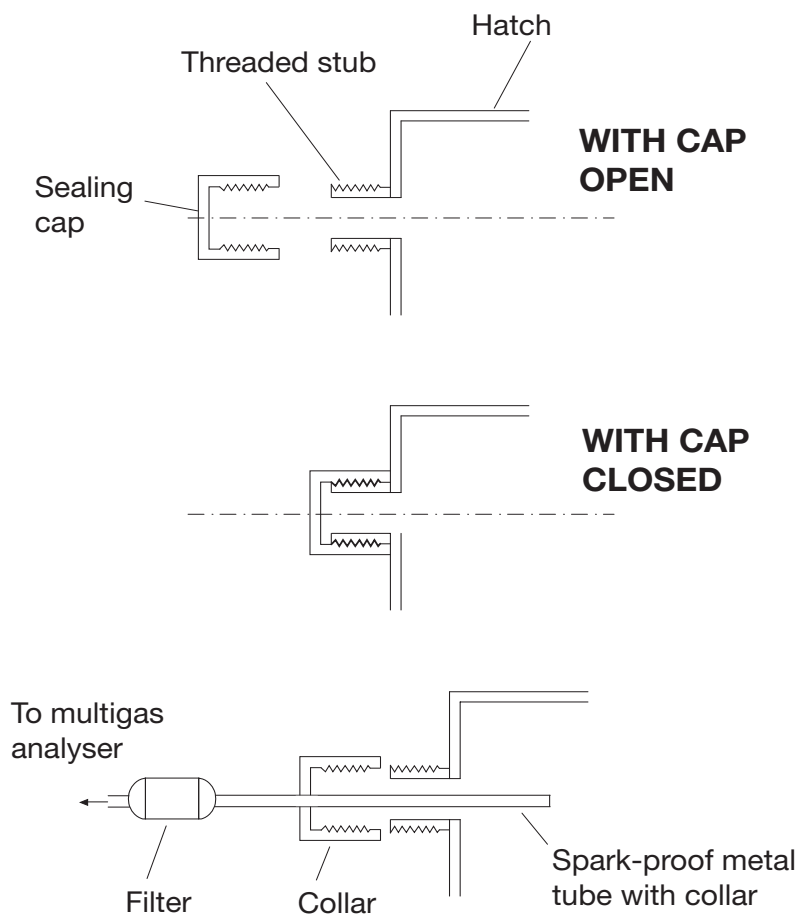 Hatch
Threaded stub
WITH CAP
OPEN
Sealing
cap
WITH CAP
CLOSED
To multigas
analyser
Filter
Collar
Spark-proof metal
tube with collar